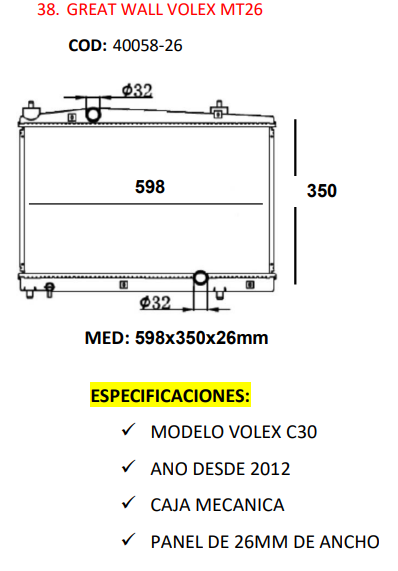 38. GREAT WALL VOLEX MT26
COD: 40058-26
ϕ32
598
350
ϕ32
MED: 598x350x26mm
ESPECIFICACIONES:
✓ MODELO VOLEX C30
✓ ANO DESDE 2012
✓ CAJA MECANICA
✓ PANEL DE 26MM DE ANCHO